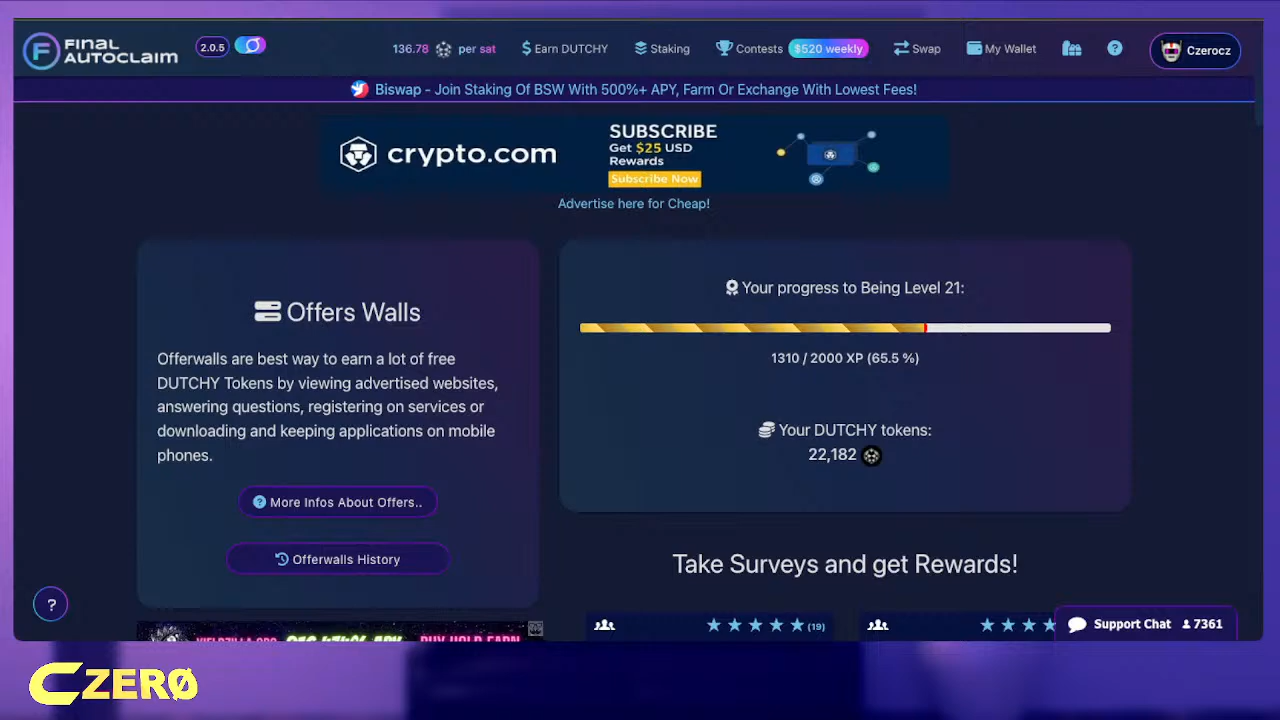 FINAL
AUTOCLAIM
2.0.5
136.78 per sat
Earn DUTCHY
Staking
Contests
$520 weekly
Swap
My Wallet
?
Czerocz
Biswap - Join Staking Of BSW With 500%+ APY, Farm Or Exchange With Lowest Fees!
crypto.com
SUBSCRIBE
Get $25 USD
Rewards
Subscribe Now
Advertise here for Cheap!
Offers Walls
Offerwalls are best way to earn a lot of free
DUTCHY Tokens by viewing advertised websites,
answering questions, registering on services or
downloading and keeping applications on mobile
phones.
? More Infos About Offers..
Offerwalls History
Your progress to Being Level 21:
1310 / 2000 XP (65.5 %)
Your DUTCHY tokens:
22,182
Take Surveys and get Rewards!
(19)
?
Support Chat 7361
CZERO